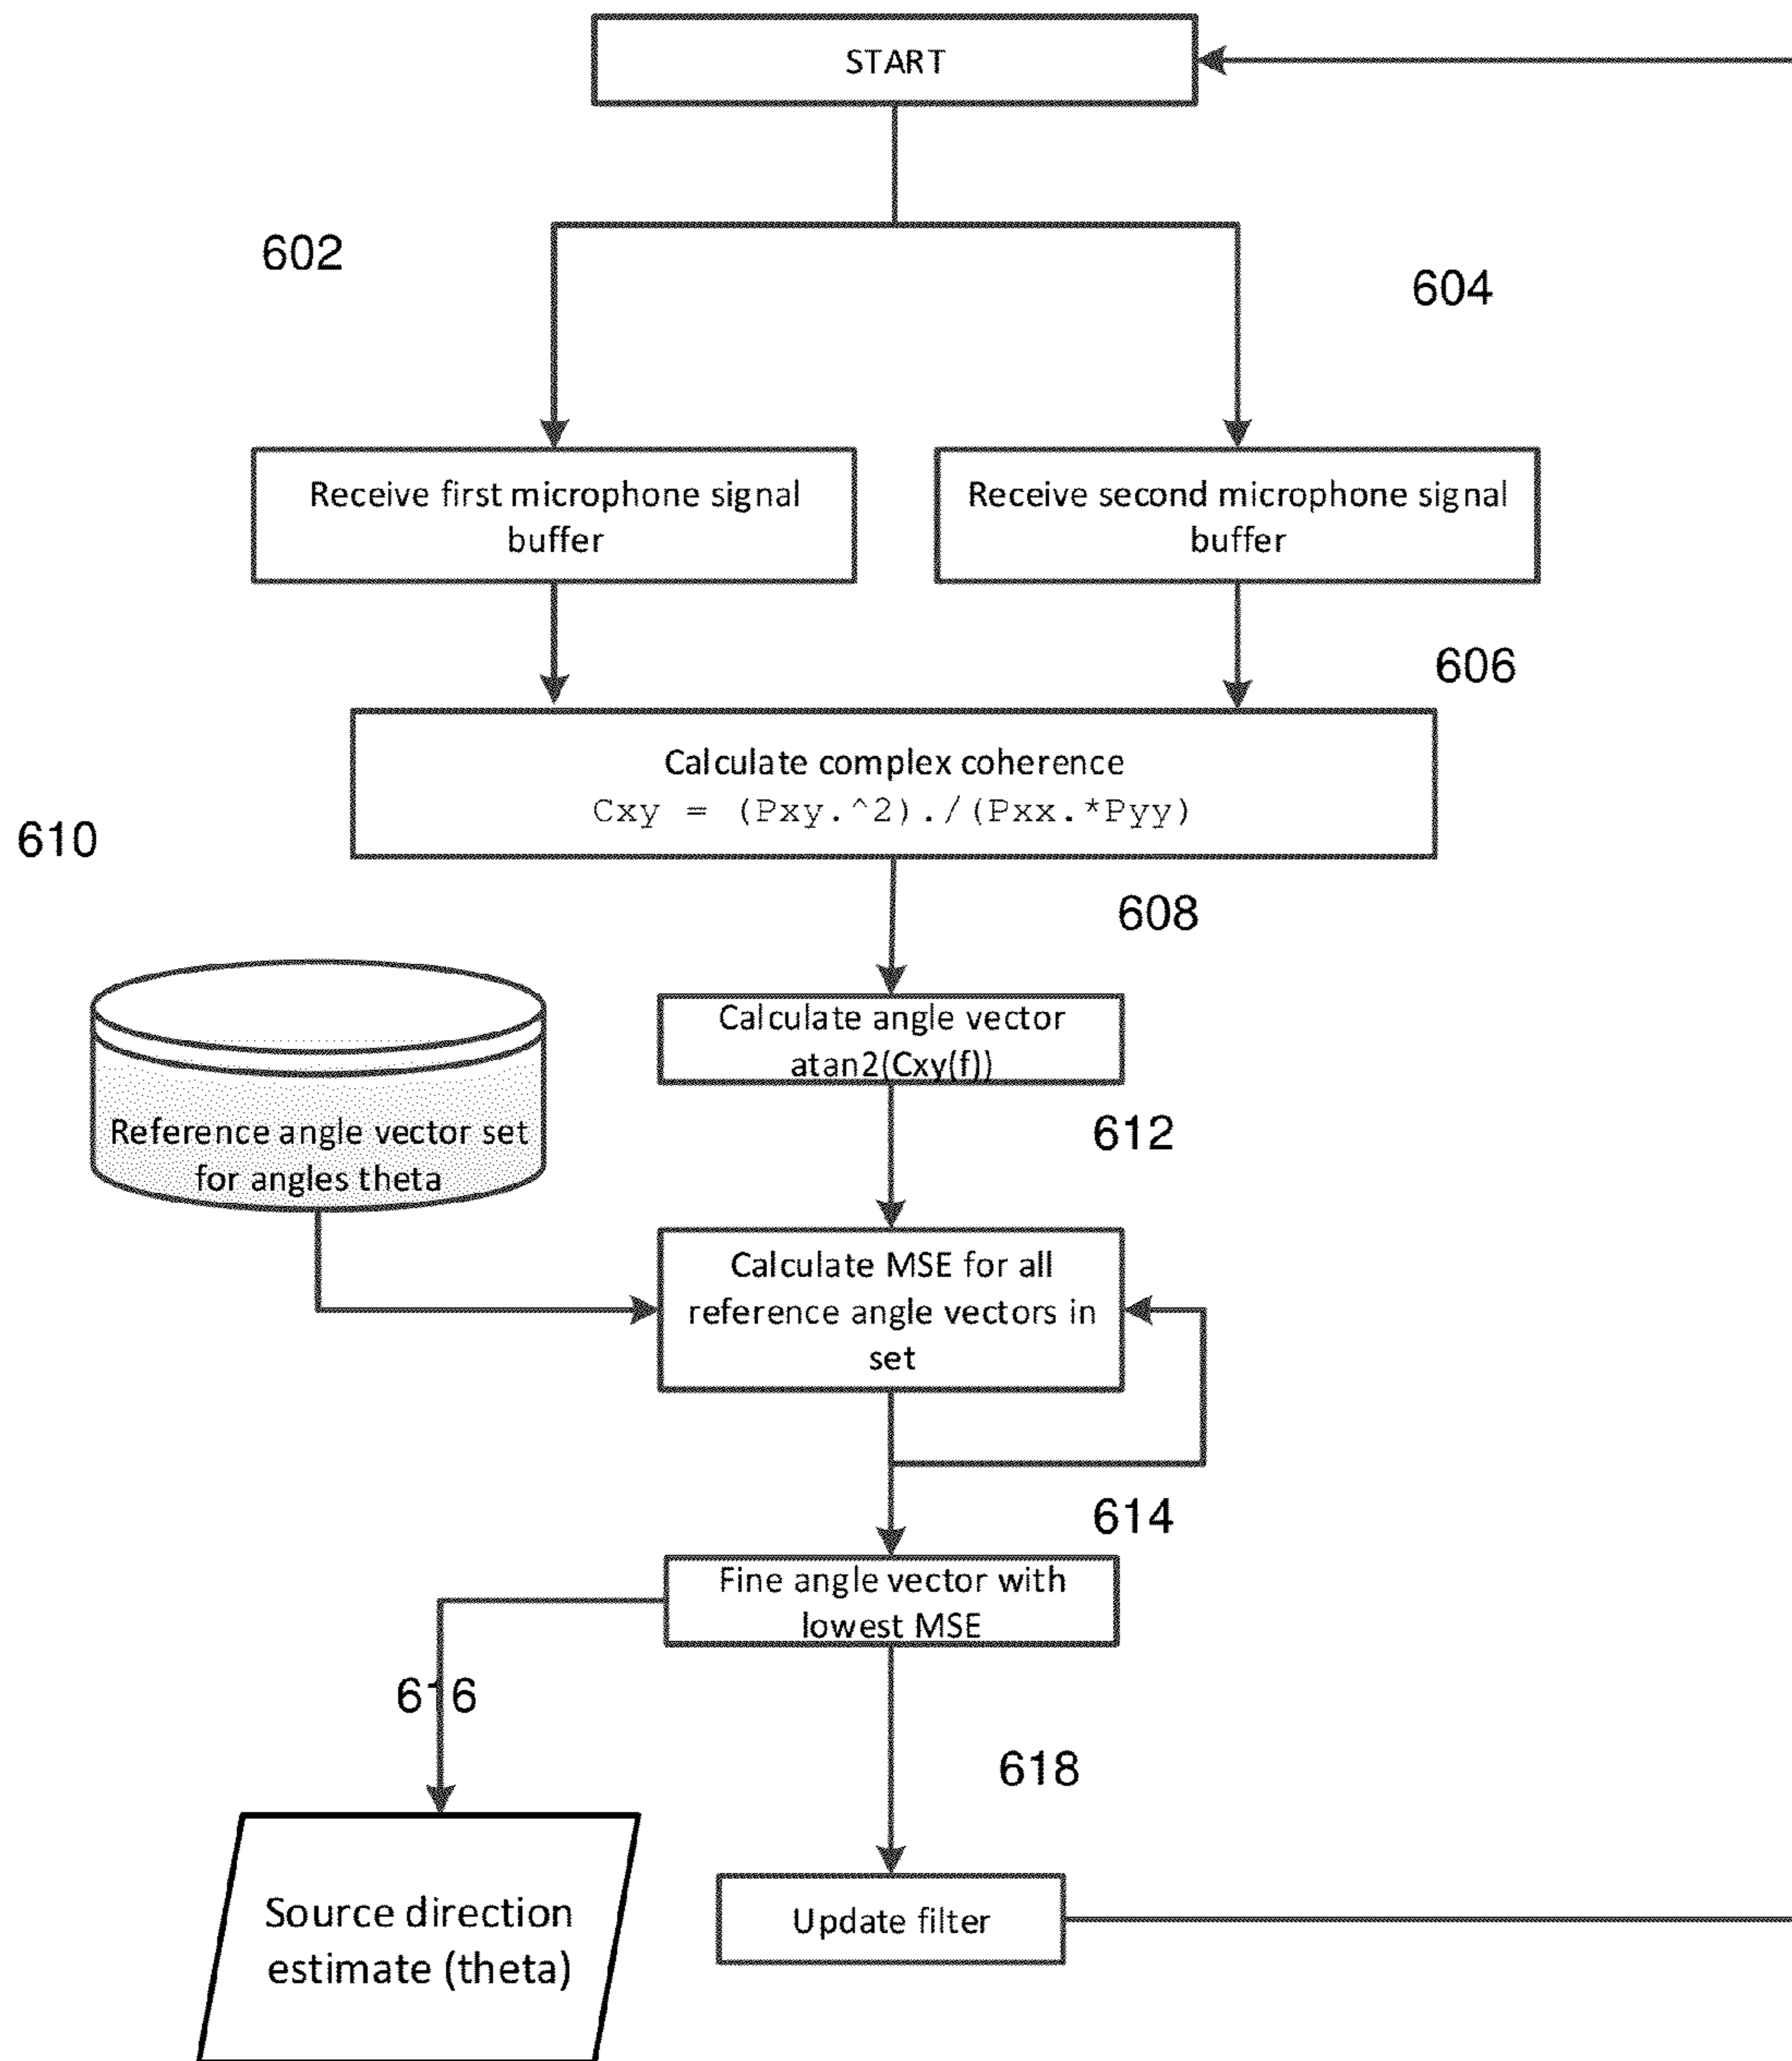 START
602
604
Receive first microphone signal
buffer
Receive second microphone signal
buffer
606
Calculate complex coherence
Cxy = (Pxy.^2)./(Pxx.*Pyy)
610
608
Calculate angle vector
atan2(Cxy(f))
Reference angle vector set
for angles theta
612
Calculate MSE for all
reference angle vectors in
set
614
Fine angle vector with
lowest MSE
616
618
Source direction
estimate (theta)
Update filter